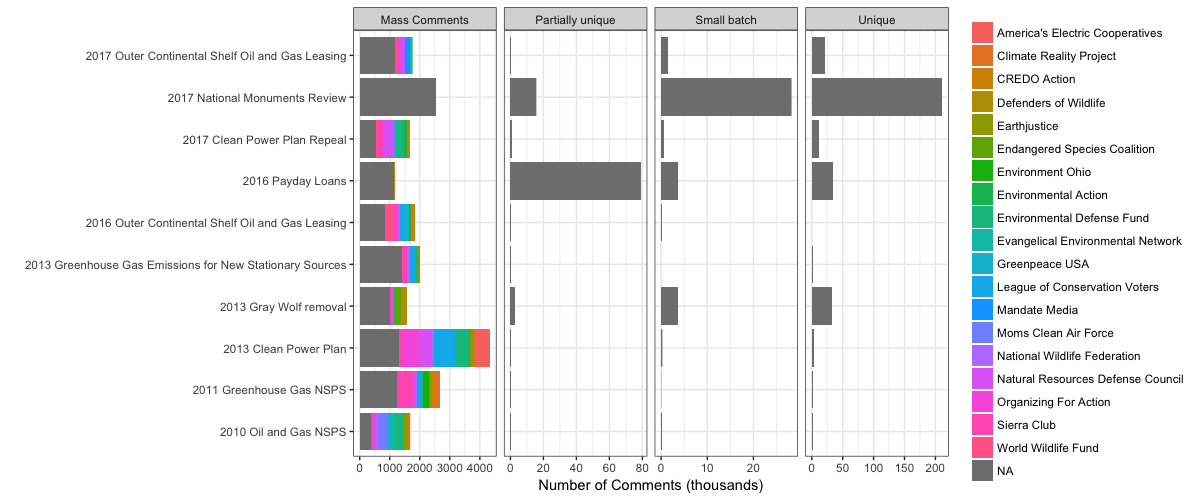 Mass Comments
Partially unique
Small batch
Unique
2017 Outer Continental Shelf Oil and Gas Leasing
2017 National Monuments Review
2017 Clean Power Plan Repeal
2016 Payday Loans
2016 Outer Continental Shelf Oil and Gas Leasing
2013 Greenhouse Gas Emissions for New Stationary Sources
2013 Gray Wolf removal
2013 Clean Power Plan
2011 Greenhouse Gas NSPS
2010 Oil and Gas NSPS
0 1000 2000 3000 4000
0 20 40 60 80
0 10 20
0 50 100 150 200
Number of Comments (thousands)
America's Electric Cooperatives
Climate Reality Project
CREDO Action
Defenders of Wildlife
Earthjustice
Endangered Species Coalition
Environment Ohio
Environmental Action
Environmental Defense Fund
Evangelical Environmental Network
Greenpeace USA
League of Conservation Voters
Mandate Media
Moms Clean Air Force
National Wildlife Federation
Natural Resources Defense Council
Organizing For Action
Sierra Club
World Wildlife Fund
NA